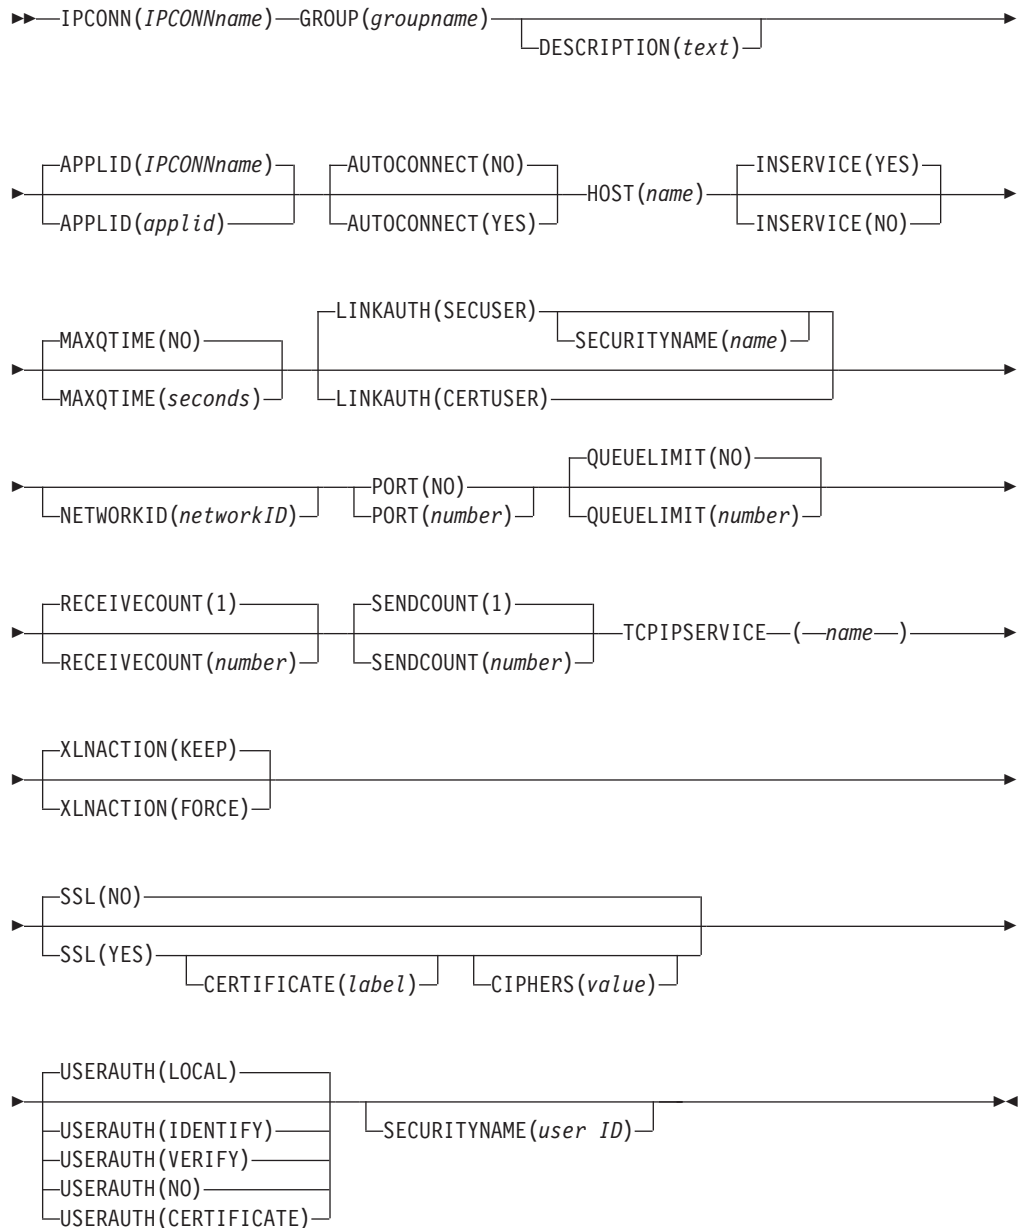 IPCONN(IPCONNname) GROUP(groupname)
DESCRIPTION(text)
APPLID(IPCONNname) AUTOCONNECT(NO) INSERVICE(YES)
HOST(name)
APPLID(applid) AUTOCONNECT(YES) INSERVICE(NO)
LINKAUTH(SECUSER)
MAXQTIME(NO) SECURITYNAME(name)
MAXQTIME(seconds) LINKAUTH(CERTUSER)
QUEUELIMIT(NO)
PORT(NO)
NETWORKID(networkID) PORT(number) QUEUELIMIT(number)
RECEIVECOUNT(1) SENDCOUNT(1)
TCPIPSERVICE ( name )
RECEIVECOUNT(number) SENDCOUNT(number)
XLNACTION(KEEP)
XLNACTION(FORCE)
SSL(NO)
SSL(YES)
CERTIFICATE(label) CIPHERS(value)
USERAUTH(LOCAL)
USERAUTH(IDENTIFY) SECURITYNAME(user ID)
USERAUTH(VERIFY)
USERAUTH(NO)
USERAUTH(CERTIFICATE)